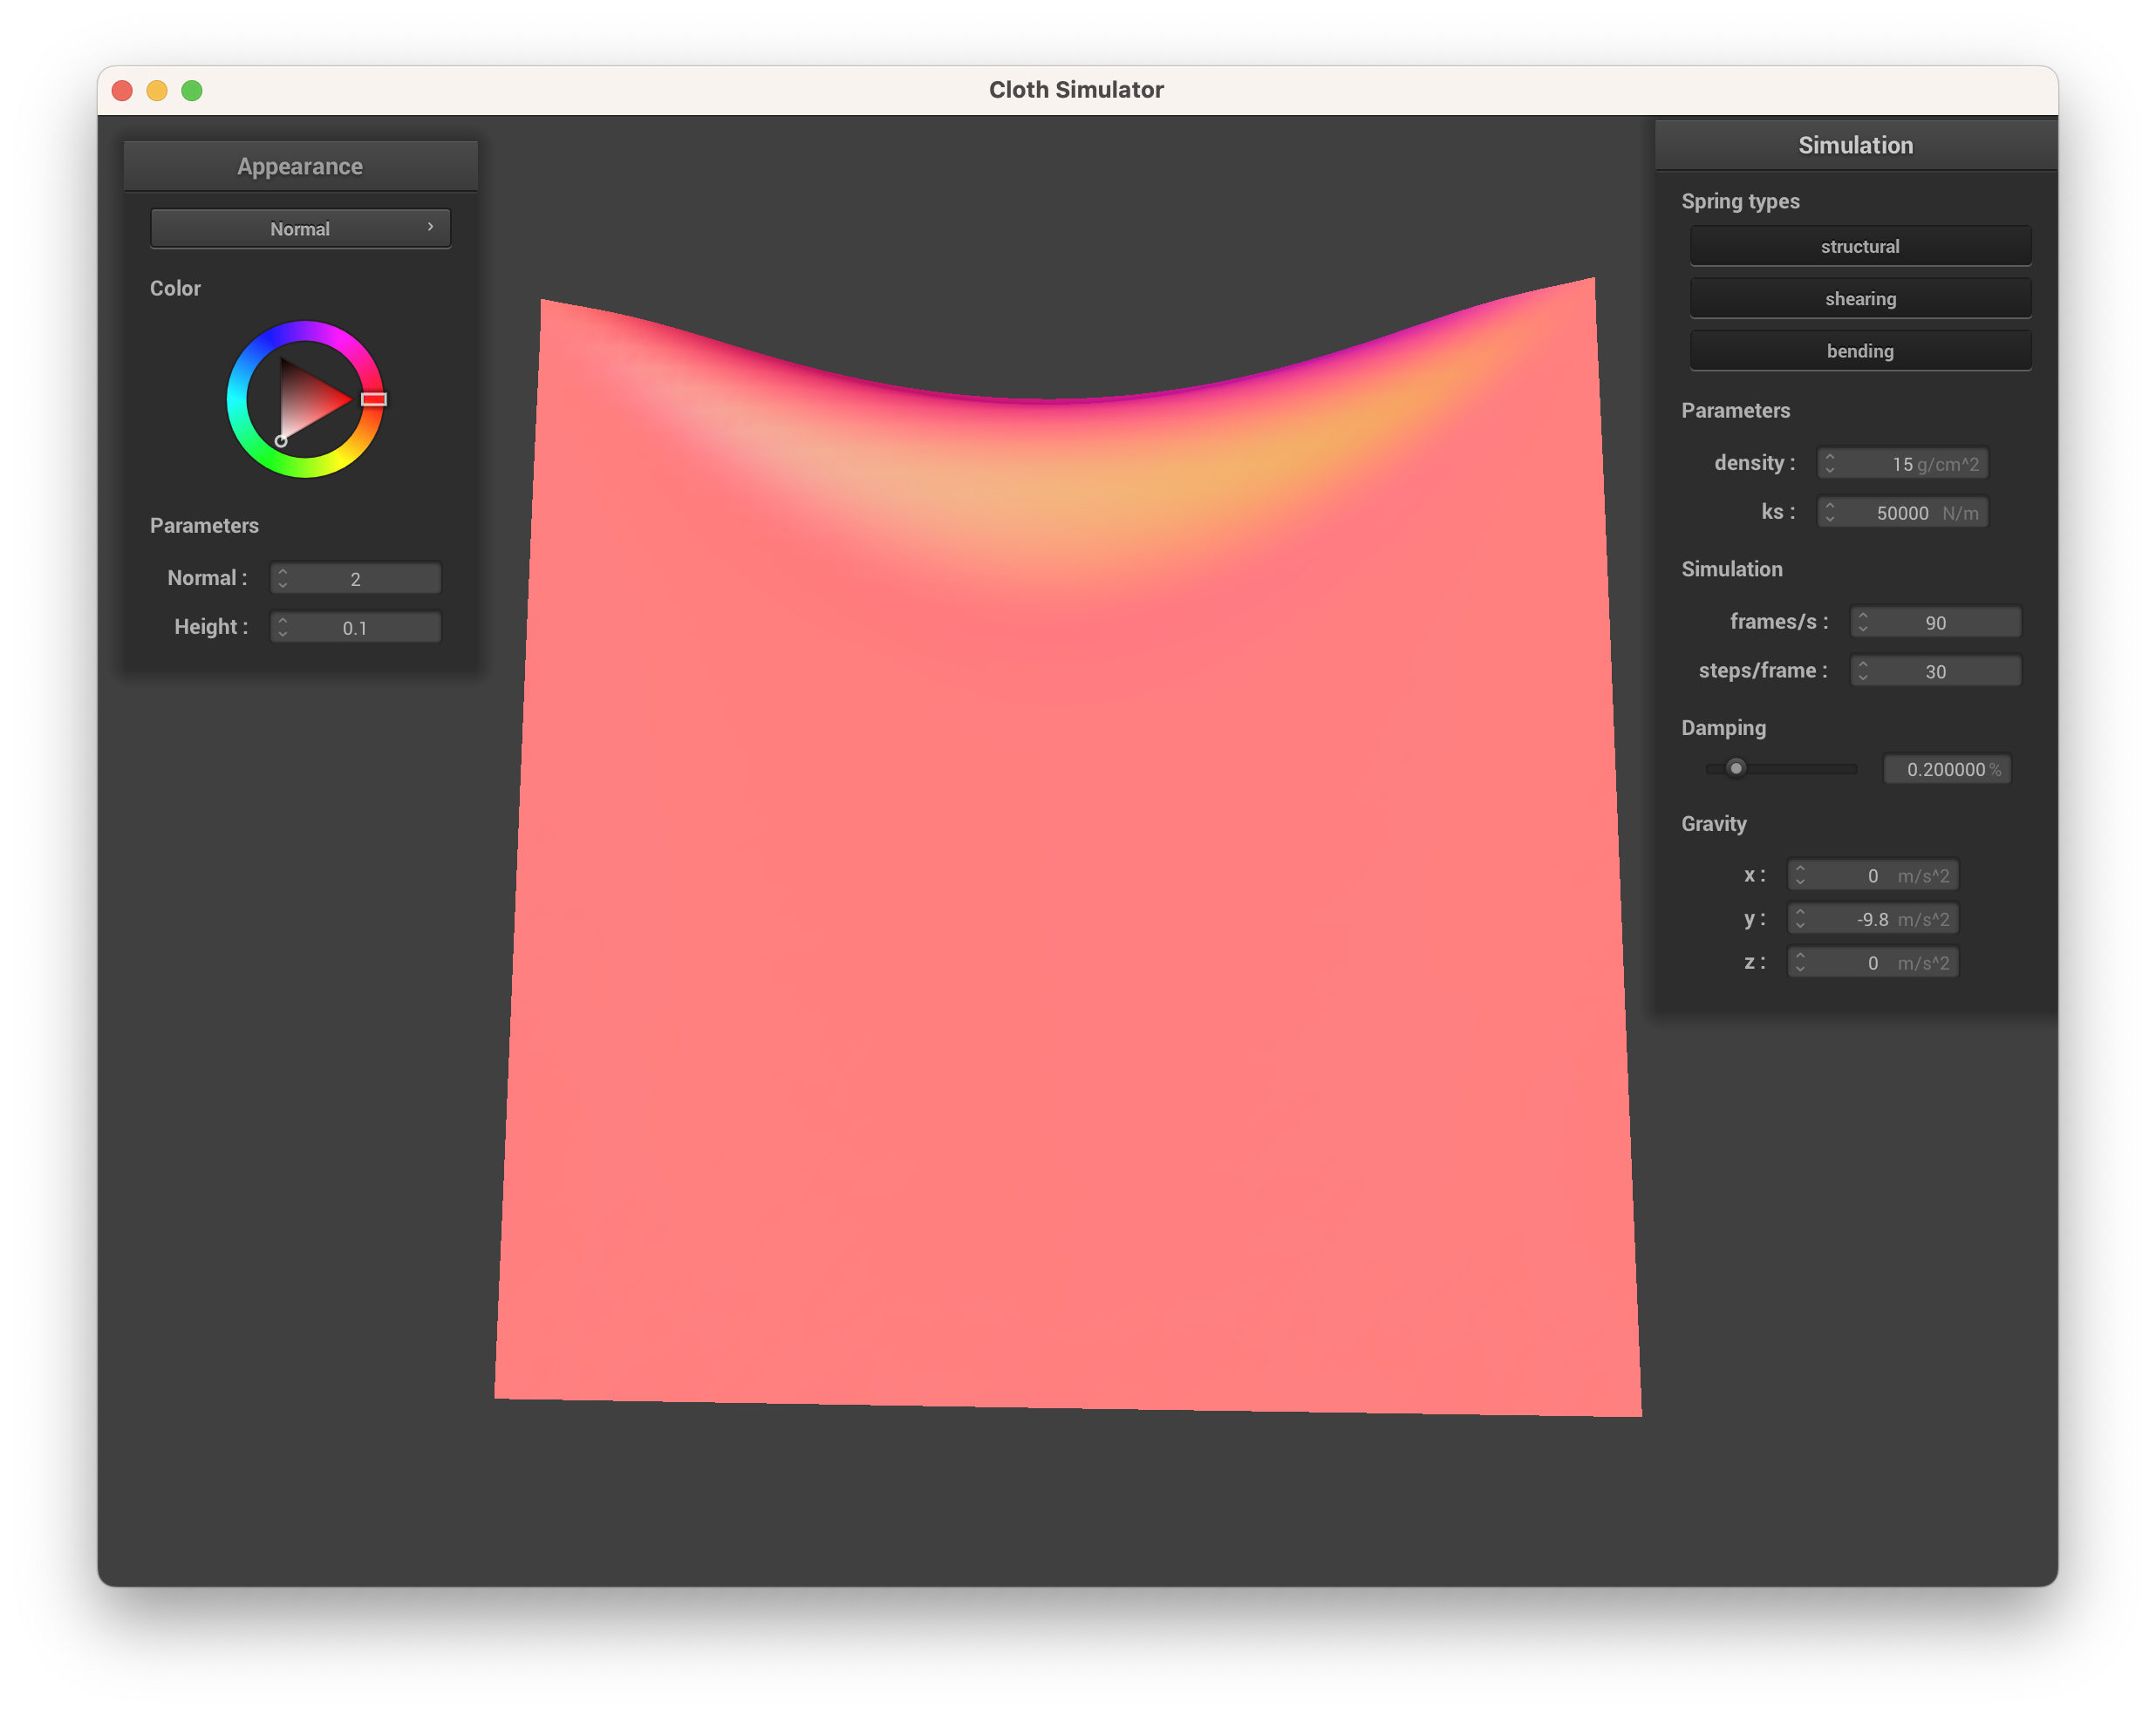 Cloth Simulator
Appearance
Normal
Color
Parameters
Normal : 2
Height : 0.1
Simulation
Spring types
structural
shearing
bending
Parameters
density : 15 g/cm^2
ks : 50000 N/m
Simulation
frames/s : 90
steps/frame : 30
Damping
0.200000 %
Gravity
x : 0 m/s^2
y : -9.8 m/s^2
z : 0 m/s^2